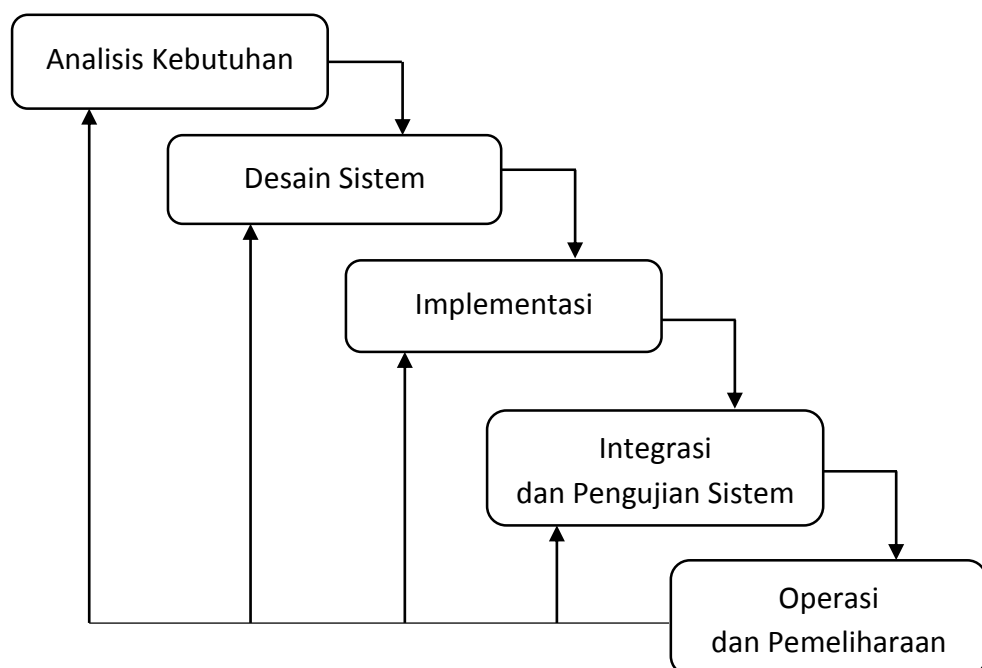 Analisis Kebutuhan
Desain Sistem
Implementasi
Integrasi
dan Pengujian Sistem
Operasi
dan Pemeliharaan